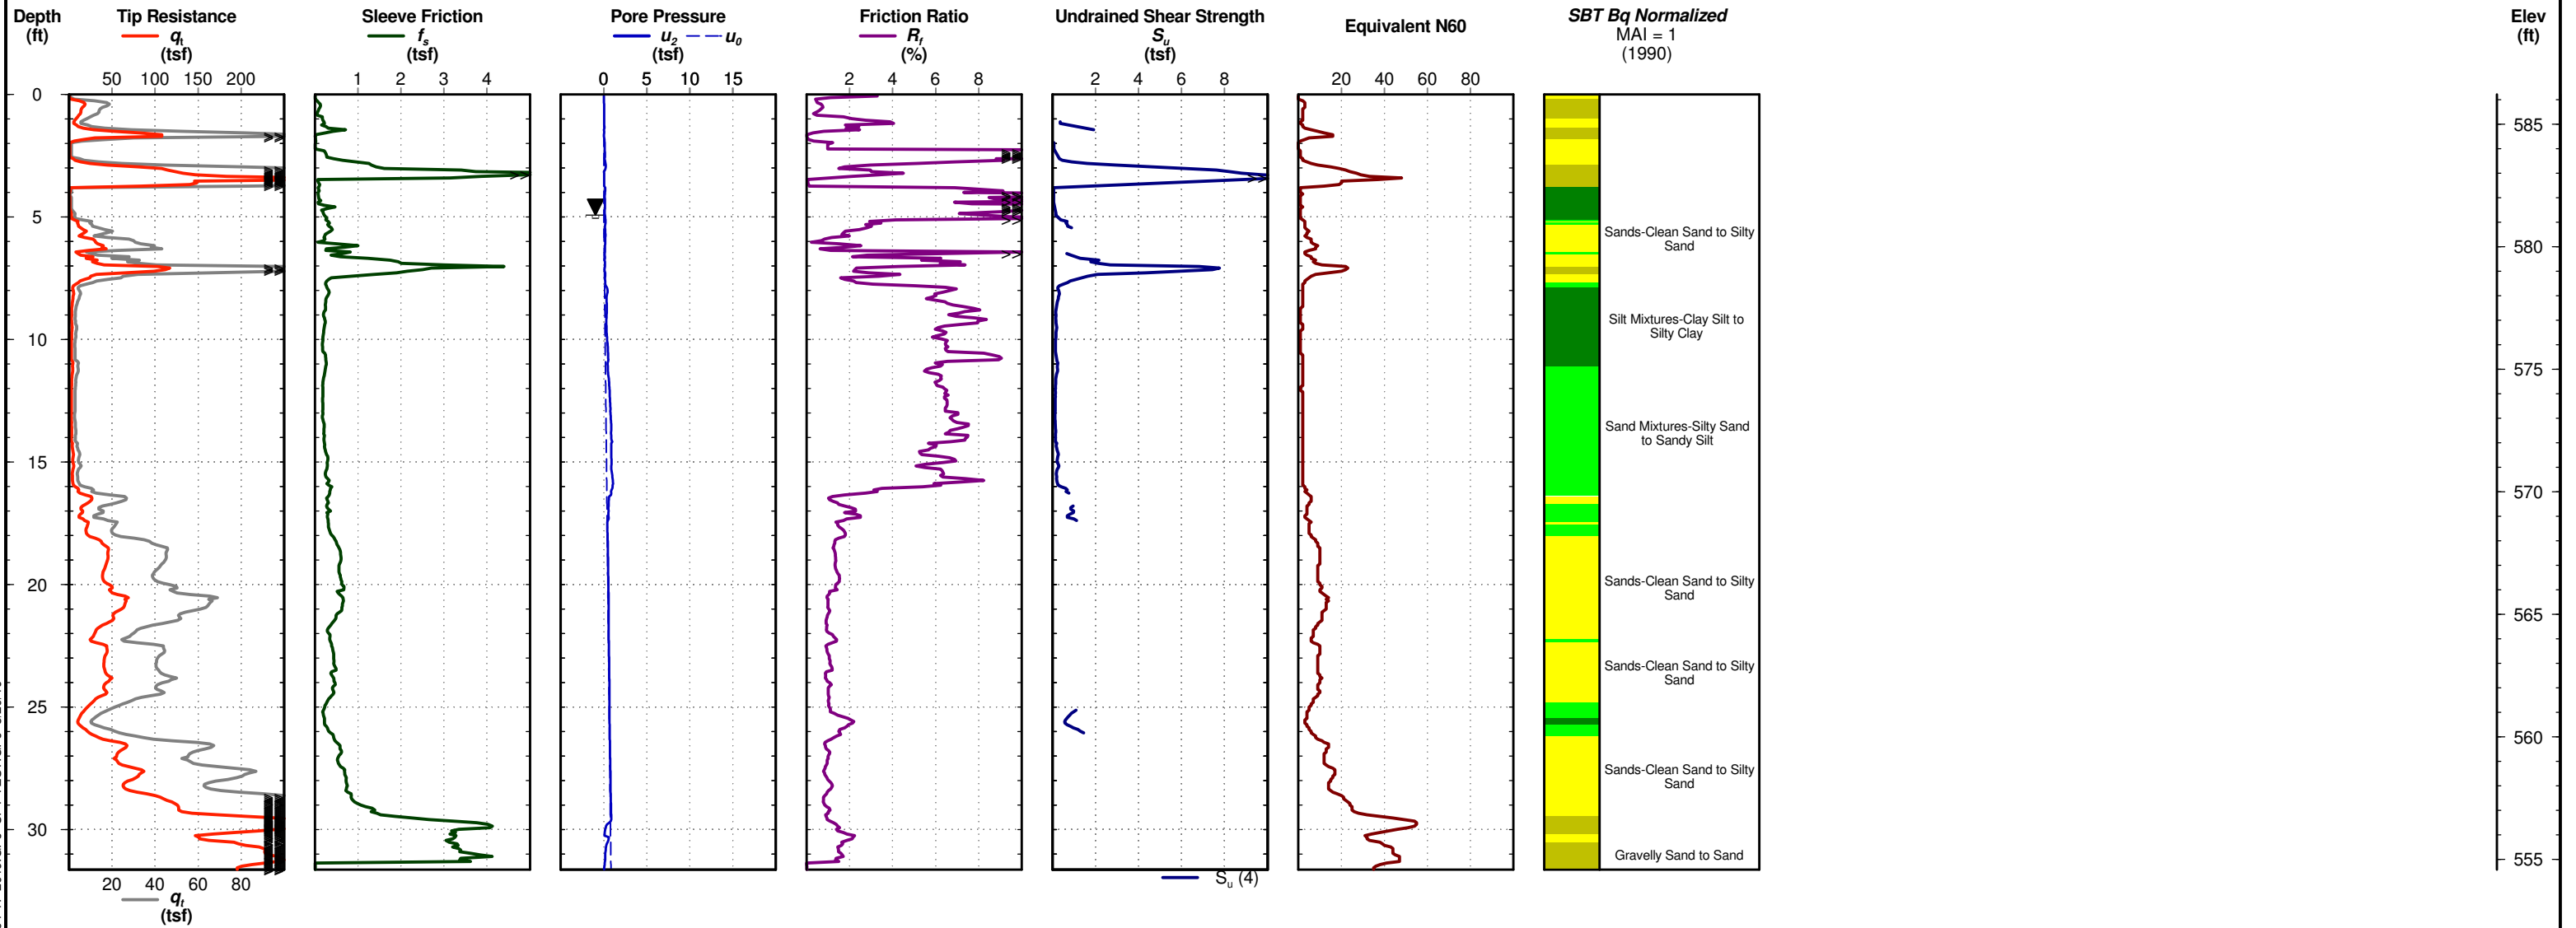 Depth
(ft)
Tip Resistance
qt
(tsf)
Sleeve Friction
fs
(tsf)
Pore Pressure
u2 u0
(tsf)
Friction Ratio
Rf
(%)
Undrained Shear Strength
Su
(tsf)
Equivalent N60
SBT Bq Normalized
MAI = 1
(1990)
Elev
(ft)
50 100 150 200
1 2 3 4
0 5 10 15
2 4 6 8
2 4 6 8
20 40 60 80
0
5
10
15
20
25
30
585
580
575
570
565
560
555
Sands-Clean Sand to Silty
Sand
Silt Mixtures-Clay Silt to
Silty Clay
Sand Mixtures-Silty Sand
to Sandy Silt
Sands-Clean Sand to Silty
Sand
Sands-Clean Sand to Silty
Sand
Sands-Clean Sand to Silty
Sand
Gravelly Sand to Sand
20 40 60 80
qt
(tsf)
Su (4)